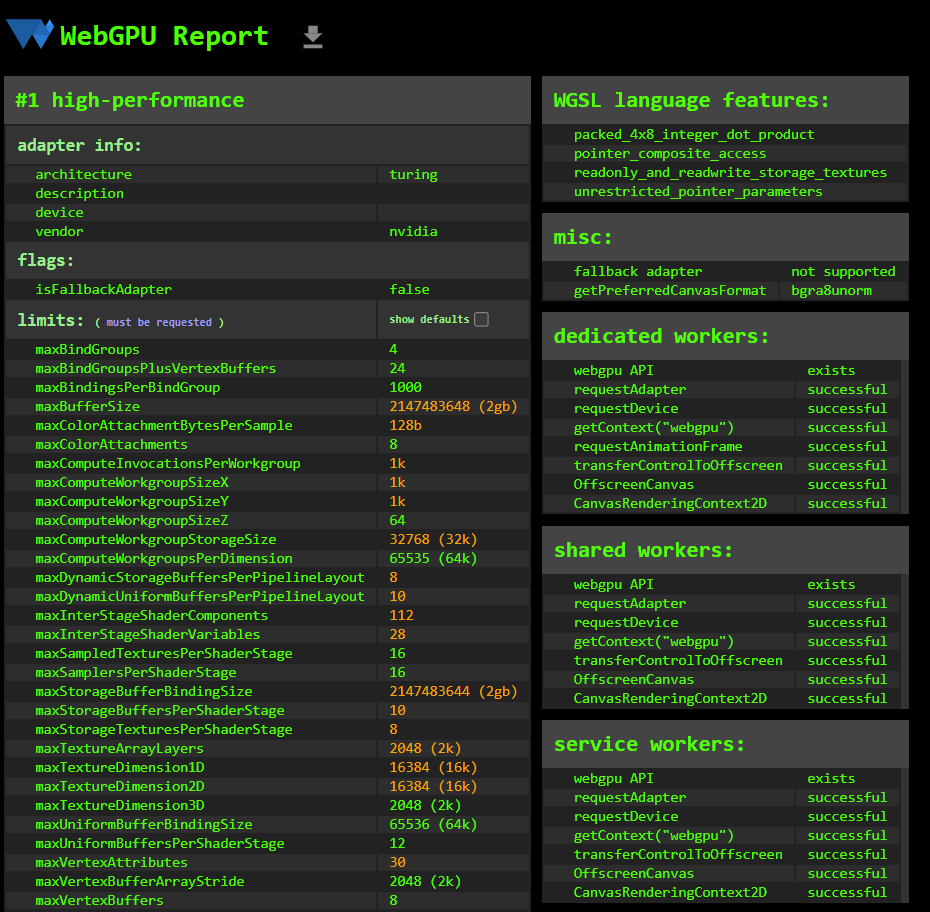 WebGPU Report
#1 high-performance
adapter info:
architecture turing
description
device
vendor nvidia
flags:
isFallbackAdapter false
limits: ( must be requested ) show defaults
maxBindGroups 4
maxBindGroupsPlusVertexBuffers 24
maxBindingsPerBindGroup 1000
maxBufferSize 2147483648 (2gb)
maxColorAttachmentBytesPerSample 128b
maxColorAttachments 8
maxComputeInvocationsPerWorkgroup 1k
maxComputeWorkgroupSizeX 1k
maxComputeWorkgroupSizeY 1k
maxComputeWorkgroupSizeZ 64
maxComputeWorkgroupStorageSize 32768 (32k)
maxComputeWorkgroupsPerDimension 65535 (64k)
maxDynamicStorageBuffersPerPipelineLayout 8
maxDynamicUniformBuffersPerPipelineLayout 10
maxInterStageShaderComponents 112
maxInterStageShaderVariables 28
maxSampledTexturesPerShaderStage 16
maxSamplersPerShaderStage 16
maxStorageBufferBindingSize 2147483644 (2gb)
maxStorageBuffersPerShaderStage 10
maxStorageTexturesPerShaderStage 8
maxTextureArrayLayers 2048 (2k)
maxTextureDimension1D 16384 (16k)
maxTextureDimension2D 16384 (16k)
maxTextureDimension3D 2048 (2k)
maxUniformBufferBindingSize 65536 (64k)
maxUniformBuffersPerShaderStage 12
maxVertexAttributes 30
maxVertexBufferArrayStride 2048 (2k)
maxVertexBuffers 8
WGSL language features:
packed_4x8_integer_dot_product
pointer_composite_access
readonly_and_readwrite_storage_textures
unrestricted_pointer_parameters
misc:
fallback adapter not supported
getPreferredCanvasFormat bgra8unorm
dedicated workers:
webgpu API exists
requestAdapter successful
requestDevice successful
getContext("webgpu") successful
requestAnimationFrame successful
transferControlToOffscreen successful
OffscreenCanvas successful
CanvasRenderingContext2D successful
shared workers:
webgpu API exists
requestAdapter successful
requestDevice successful
getContext("webgpu") successful
transferControlToOffscreen successful
OffscreenCanvas successful
CanvasRenderingContext2D successful
service workers:
webgpu API exists
requestAdapter successful
requestDevice successful
getContext("webgpu") successful
transferControlToOffscreen successful
OffscreenCanvas successful
CanvasRenderingContext2D successful